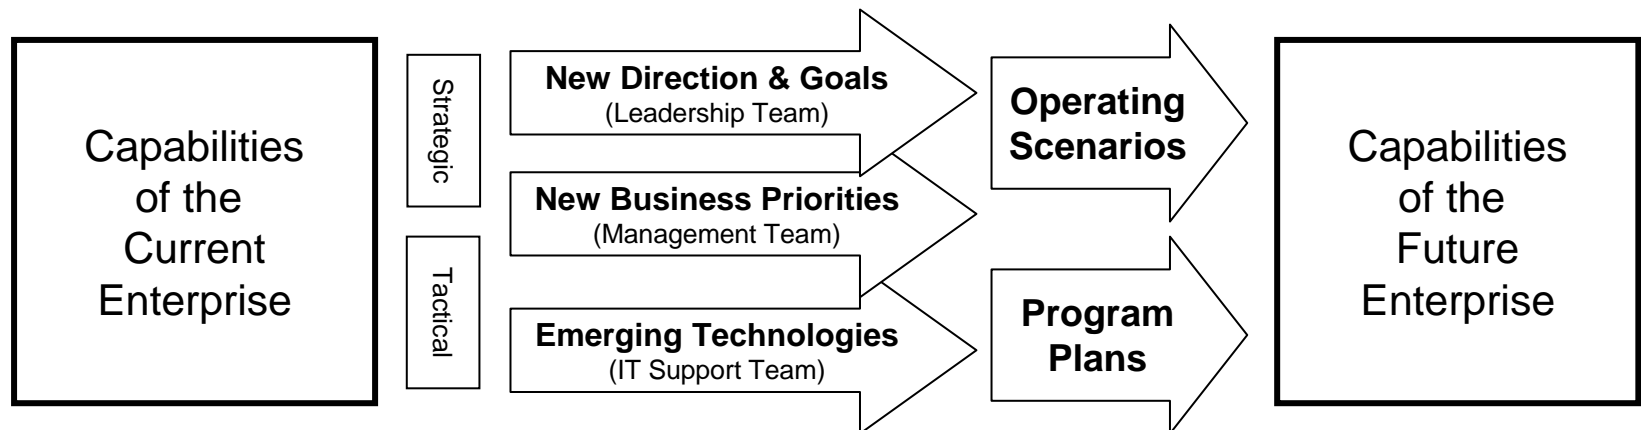 Capabilities
of the
Current
Enterprise
Strategic
Tactical
New Direction & Goals
(Leadership Team)
New Business Priorities
(Management Team)
Emerging Technologies
(IT Support Team)
Operating
Scenarios
Program
Plans
Capabilities
of the
Future
Enterprise